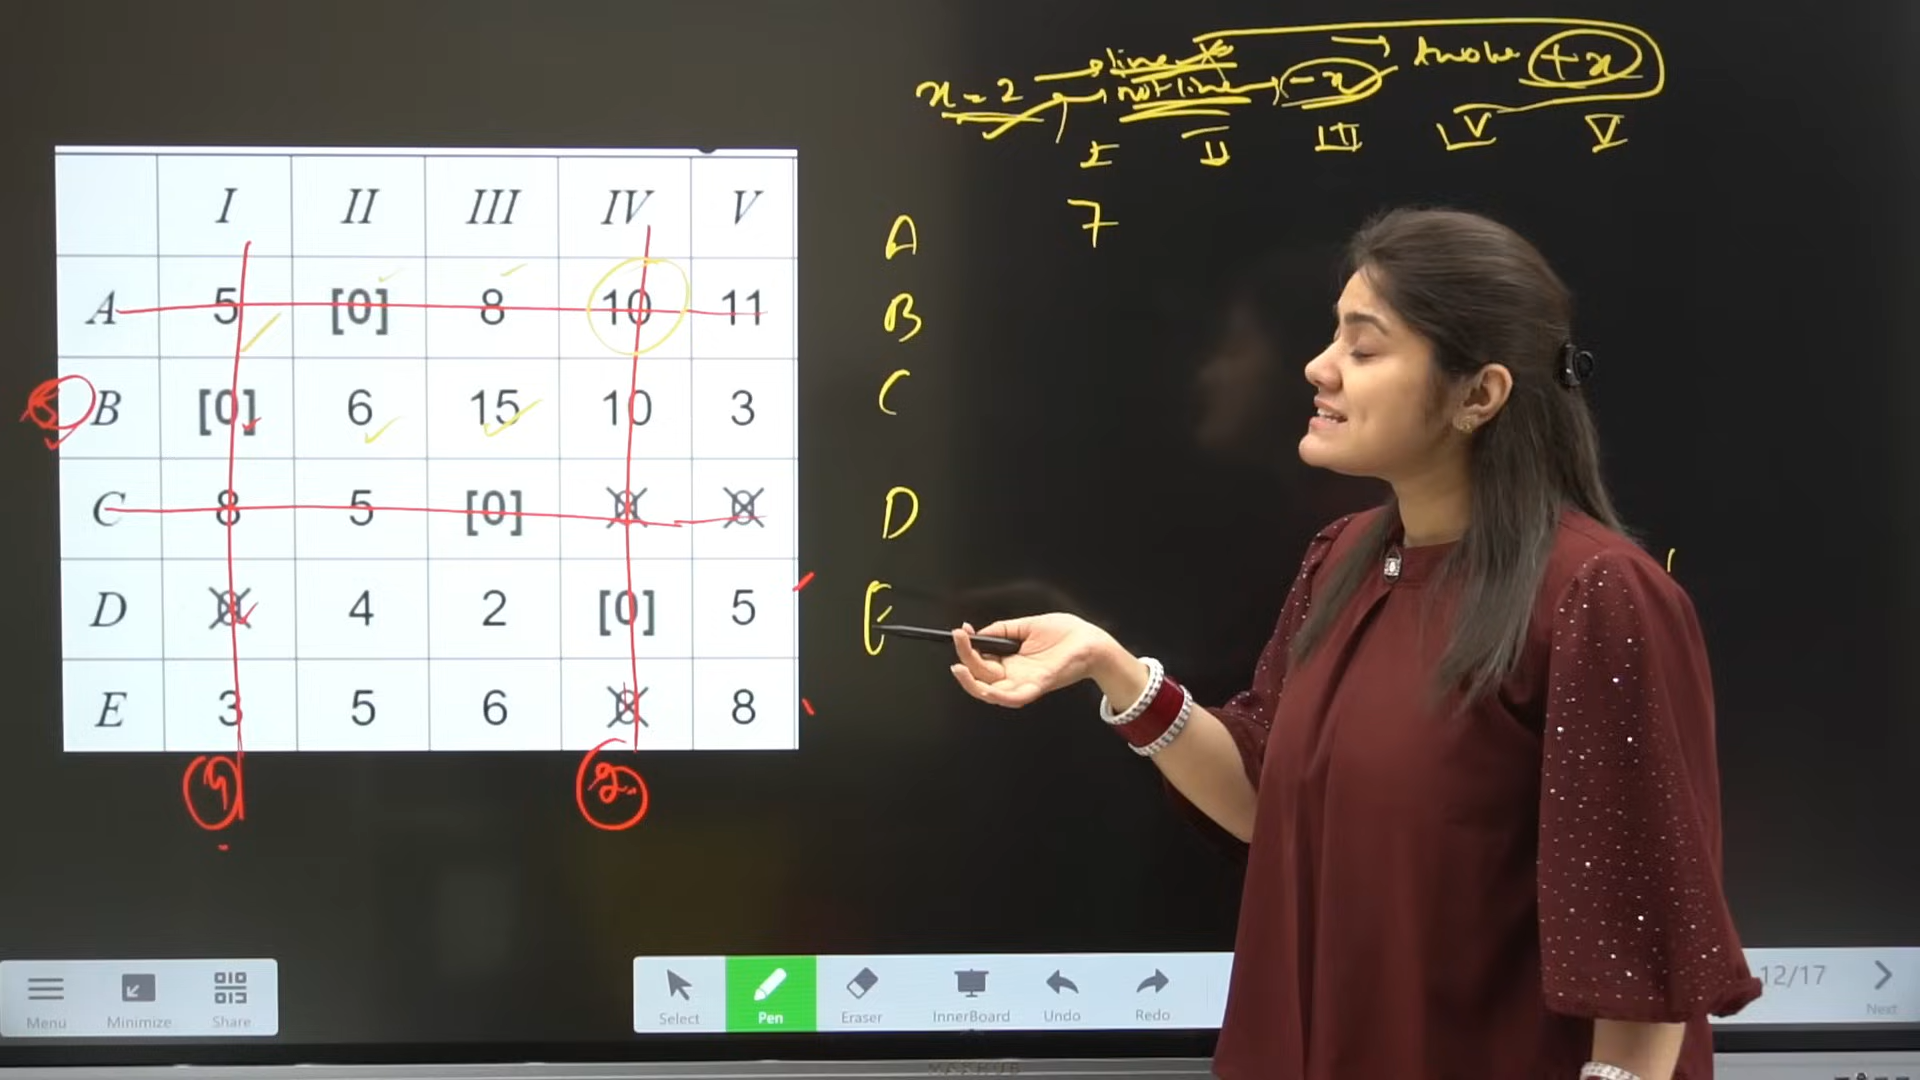 line
x = 2 not line - x Awoke + x
I II III IV V
I II III IV V
7
A 5 [0] 8 10 11
A
B [0] 6 15 10 3
B
C 8 5 [0] 0 0
C
D 0 4 2 [0] 5
D
E 3 5 6 0 8
E
2
Menu Minimize Share
Select Pen Eraser InnerBoard Undo Redo
12/17
Next